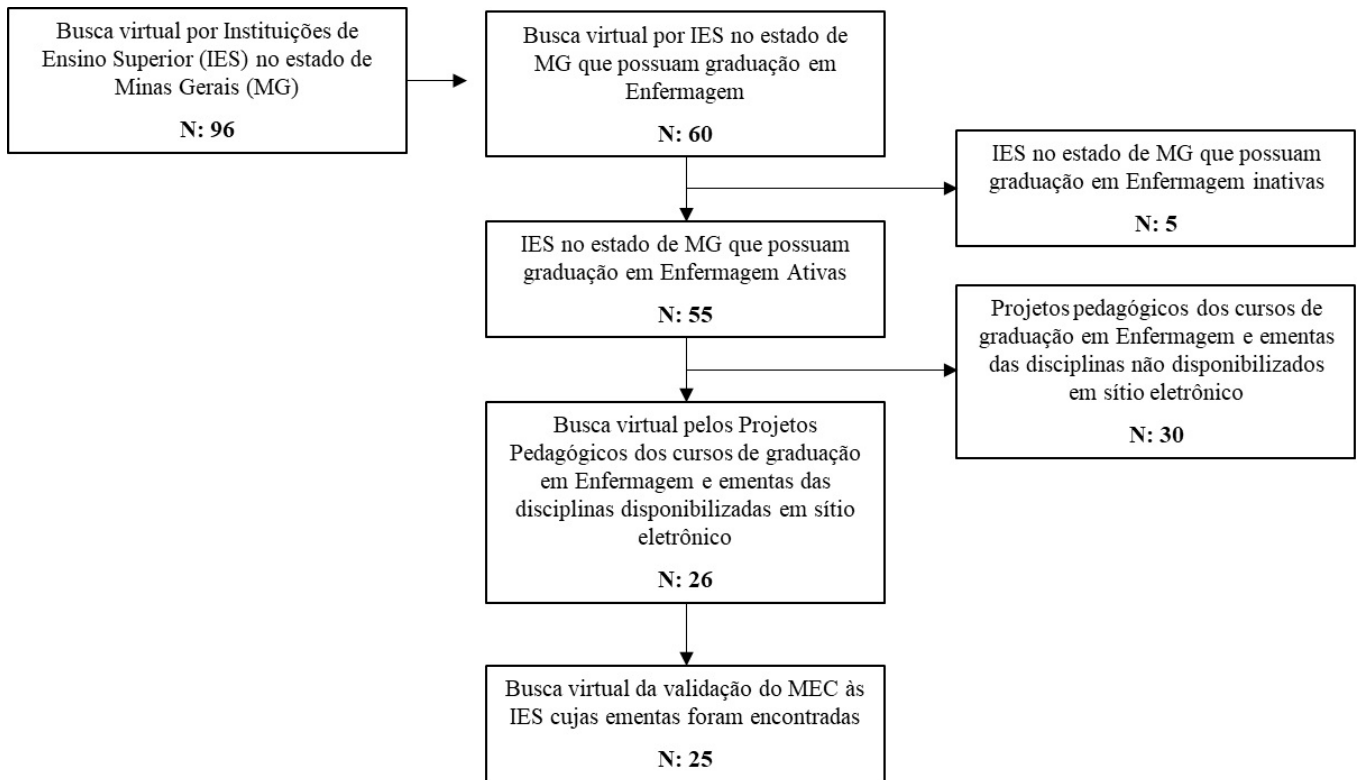 Busca virtual por Instituições de
Ensino Superior (IES) no estado de
Minas Gerais (MG)
N: 96
Busca virtual por IES no estado de
MG que possuam graduação em
Enfermagem
N: 60
IES no estado de MG que possuam
graduação em Enfermagem inativas
N: 5
IES no estado de MG que possuam
graduação em Enfermagem Ativas
N: 55
Projetos pedagógicos dos cursos de
graduação em Enfermagem e ementas
das disciplinas não disponibilizados
em sítio eletrônico
N: 30
Busca virtual pelos Projetos
Pedagógicos dos cursos de graduação
em Enfermagem e ementas das
disciplinas disponibilizadas em sítio
eletrônico
N: 26
Busca virtual da validação do MEC às
IES cujas ementas foram encontradas
N: 25